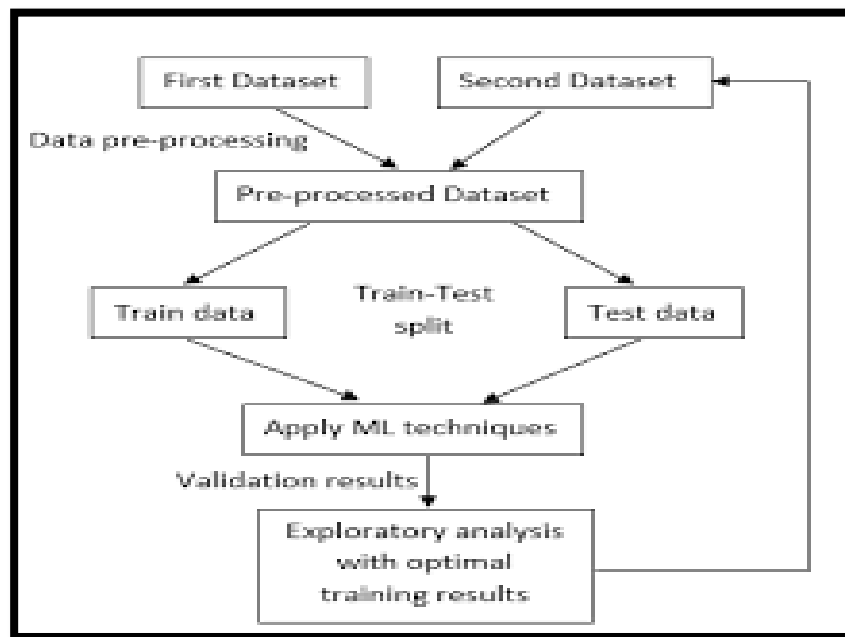 First Dataset
Second Dataset
Data pre-processing
Pre-processed Dataset
Train data
Train-Test
split
Test data
Apply ML techniques
Validation results
Exploratory analysis
with optimal
training results